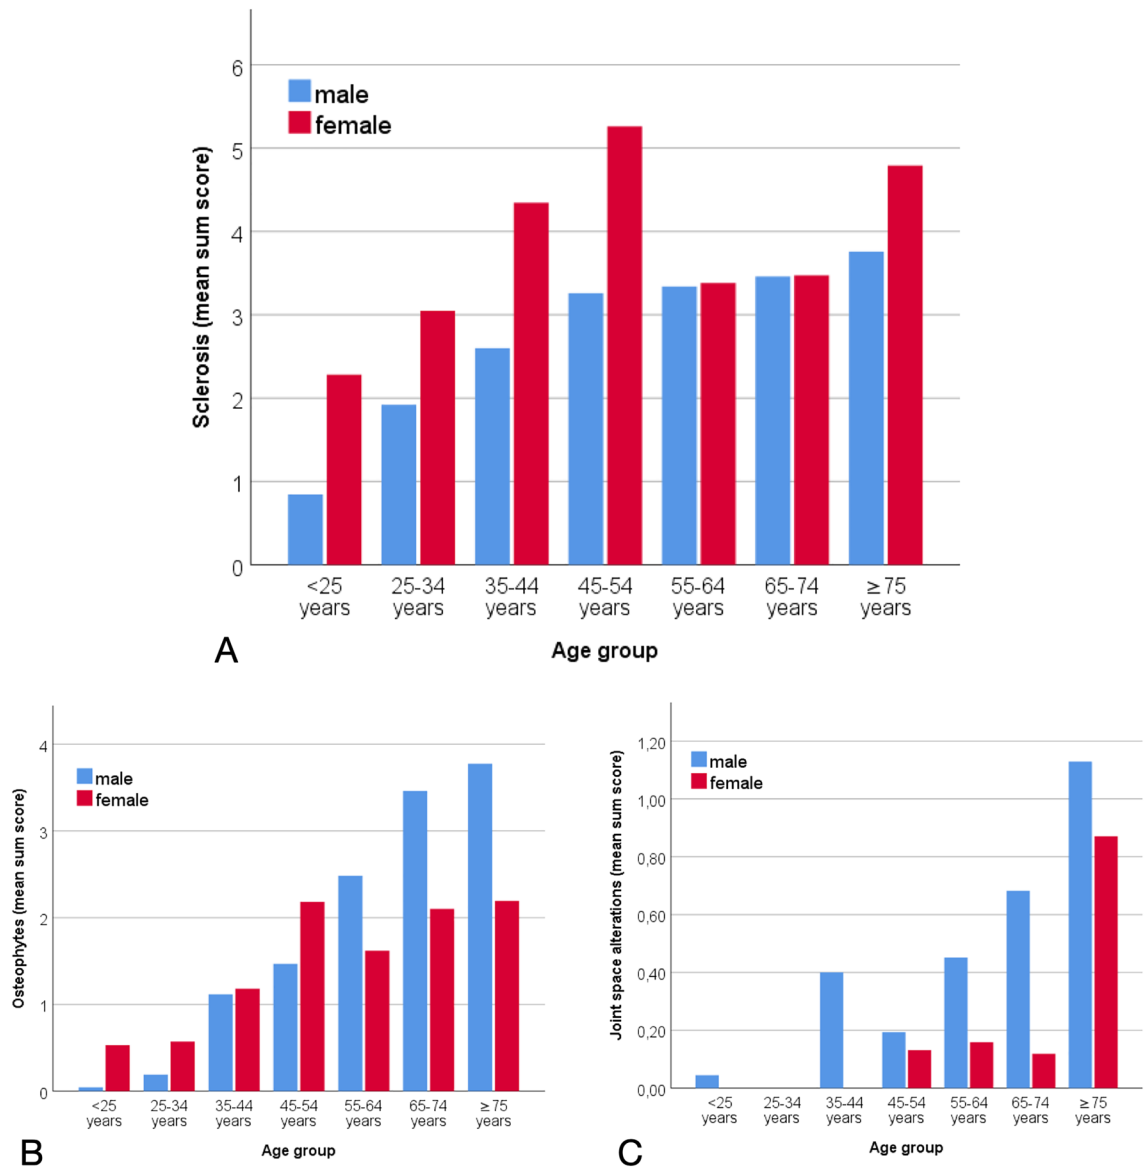 6
5
4
3
2
1
0
Sclerosis (mean sum score)
male
female
<25 years
25-34 years
35-44 years
45-54 years
55-64 years
65-74 years
≥75 years
Age group
A
4
3
2
1
0
Osteophytes (mean sum score)
male
female
<25 years
25-34 years
35-44 years
45-54 years
55-64 years
65-74 years
≥75 years
Age group
B
1,20
1,00
0,80
0,60
0,40
0,20
0,00
Joint space alterations (mean sum score)
male
female
<25 years
25-34 years
35-44 years
45-54 years
55-64 years
65-74 years
≥75 years
Age group
C